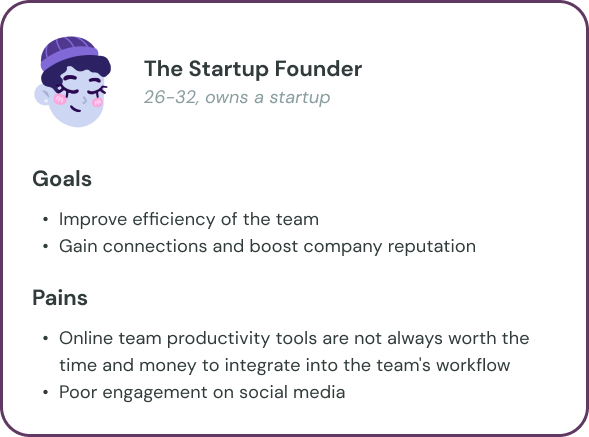 The Startup Founder
26-32, owns a startup
Goals
• Improve efficiency of the team
• Gain connections and boost company reputation
Pains
• Online team productivity tools are not always worth the
time and money to integrate into the team's workflow
• Poor engagement on social media